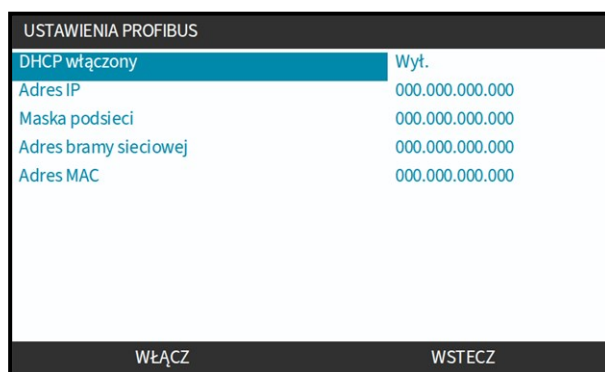 USTAWIENIA PROFIBUS
DHCP włączony Wył.
Adres IP 000.000.000.000
Maska podsieci 000.000.000.000
Adres bramy sieciowej 000.000.000.000
Adres MAC 000.000.000.000
WŁĄCZ WSTECZ